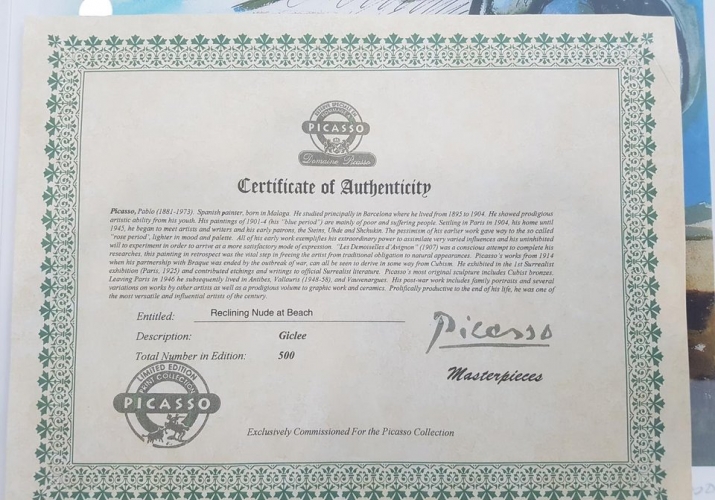 PICASSO
Domaine Picasso
Certificate of Authenticity
Picasso, Pablo (1881-1973). Spanish painter, born in Malaga. He studied principally in Barcelona where he lived from 1895 to 1904. He showed prodigious
artistic ability from his youth. His paintings of 1901-4 (his "blue period") are mainly of poor and suffering people. Settling in Paris in 1904, his home until
1945, he began to meet artists and writers and his early patrons, the Steins, Uhde and Shchukin. The pessimism of his earlier work gave way to the so called
"rose period", lighter in mood and palette. All of his early work exemplifies his extraordinary power to assimilate very varied influences and his uninhibited
will to experiment in order to arrive at a more satisfactory mode of expression. "Les Demoiselles d'Avignon" (1907) was a conscious attempt to complete his
researches, this painting in retrospect was the vital step in freeing the artist from traditional obligation to natural appearances. Picasso's works from 1914
when his partnership with Braque was ended by the outbreak of war, can all be seen to derive in some way from Cubism. He exhibited in the 1st Surrealist
exhibition (Paris, 1925) and contributed etchings and writings to official Surrealist literature. Picasso's most original sculpture includes Cubist bronzes.
Leaving Paris in 1946 he subsequently lived in Antibes, Vallauris (1948-58), and Vauvenargues. His post-war work includes family portraits and several
variations on works by other artists as well as a prodigious volume to graphic work and ceramics. Prolifically productive to the end of his life, he was one of
the most versatile and influential artists of the century.
Entitled: Reclining Nude at Beach
Description: Giclee
Total Number in Edition: 500
Picasso
Masterpieces
LIMITED EDITION
PRINT COLLECTION
PICASSO
Exclusively Commissioned For the Picasso Collection